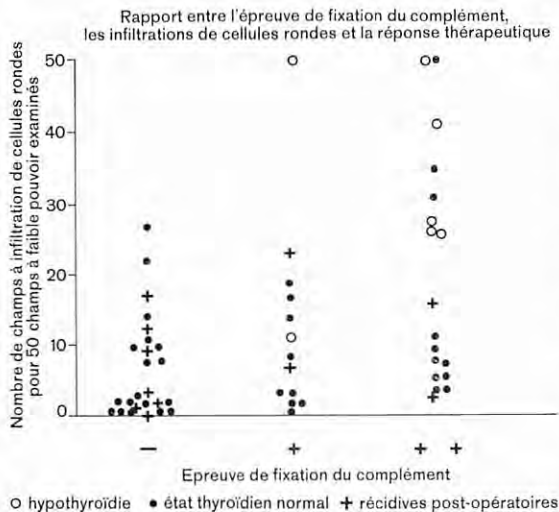 Rapport entre l'épreuve de fixation du complément,
les infiltrations de cellules rondes et la réponse thérapeutique
Nombre de champs à infiltration de cellules rondes
pour 50 champs à faible pouvoir examinés
50
40
30
20
10
0
— + + +
Epreuve de fixation du complément
○ hypothyroïdie • état thyroïdien normal + récidives post-opératoires